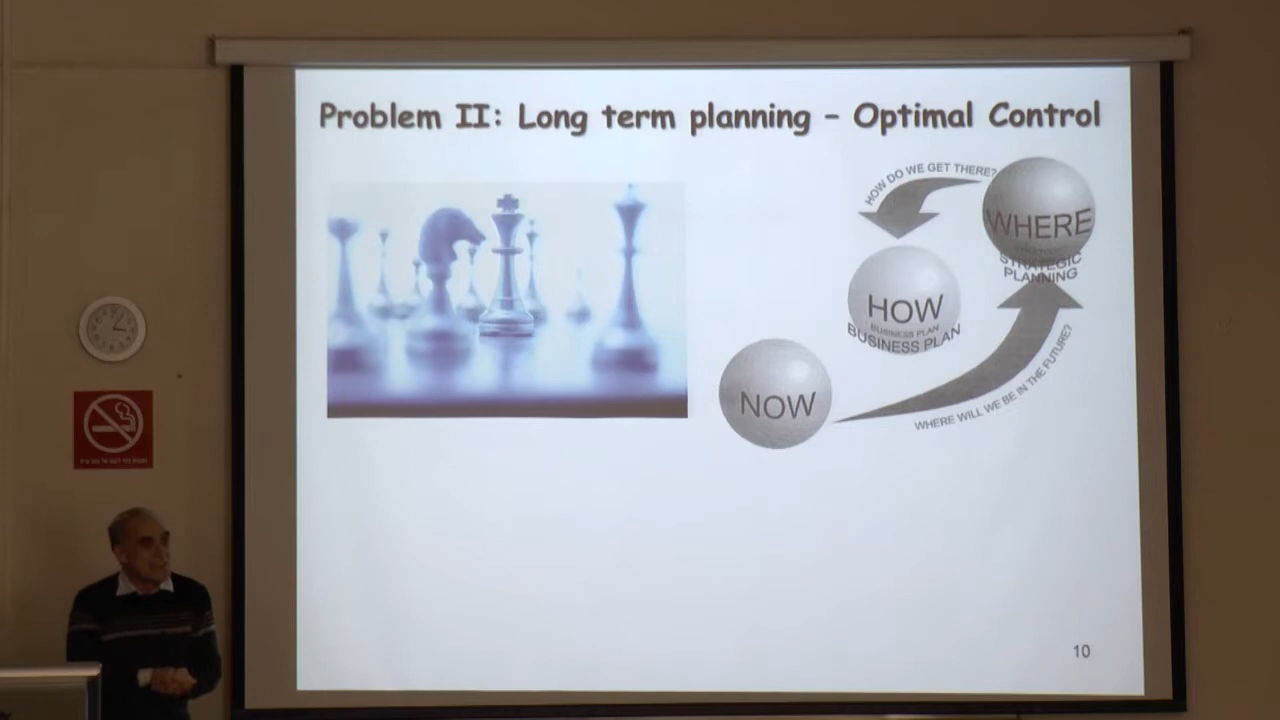 Problem II: Long term planning – Optimal Control
HOW DO WE GET THERE?
WHERE
STRATEGIC
PLANNING
HOW
BUSINESS PLAN
BUSINESS PLAN
NOW
WHERE WILL WE BE IN THE FUTURE?
10